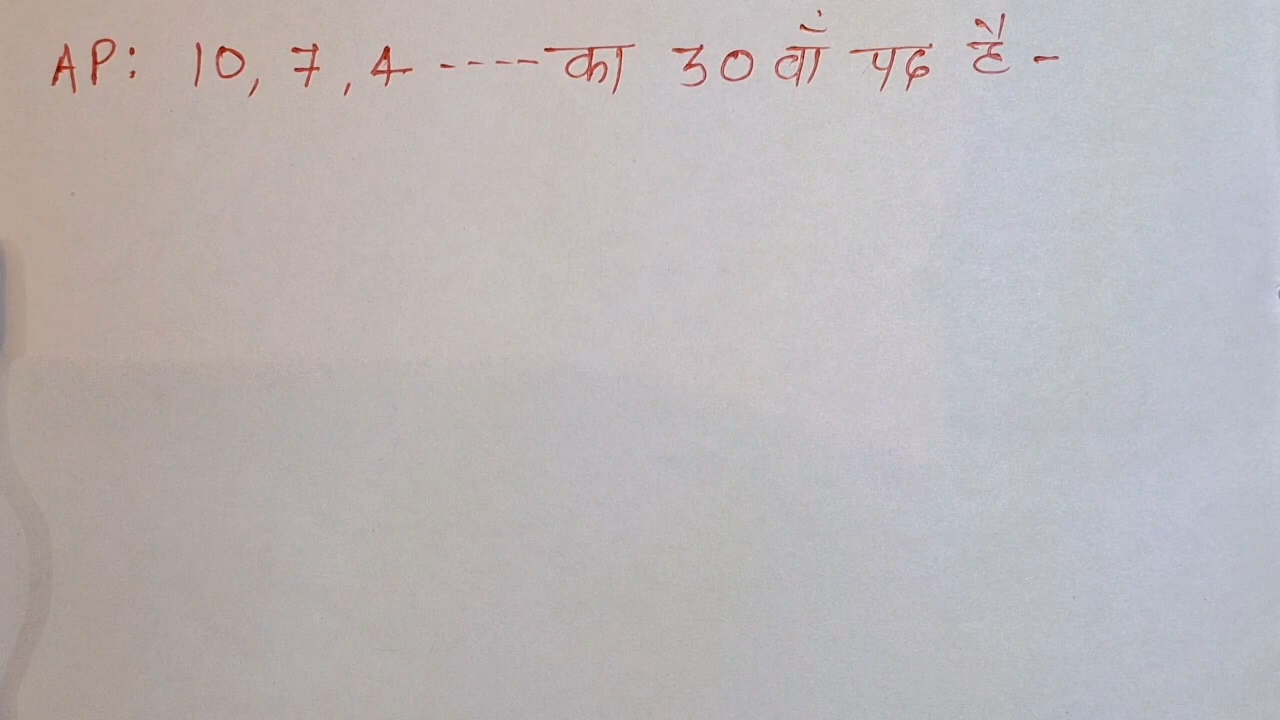 AP: 10, 7, 4 ---- का 30 वाँ पद है -